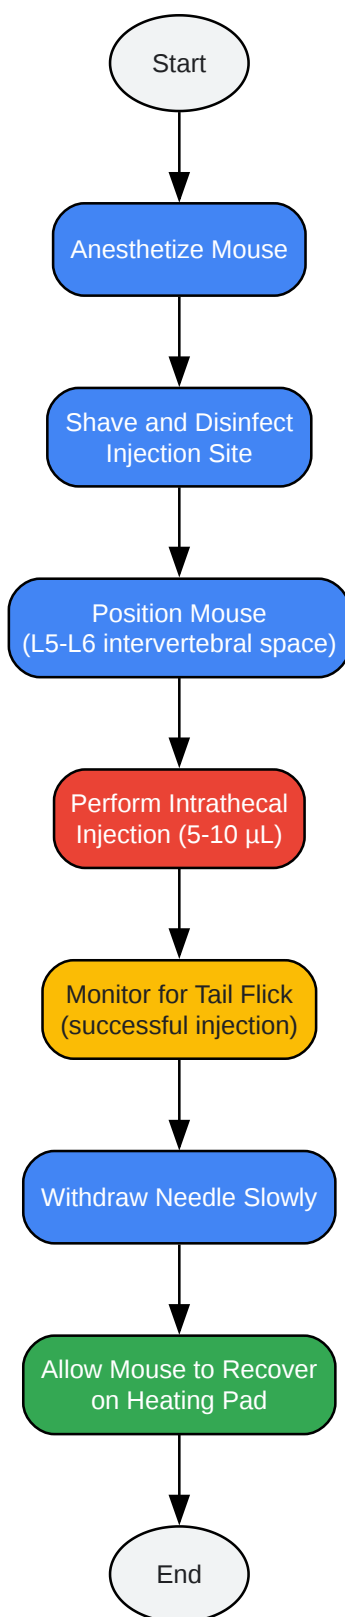 Start
Anesthetize Mouse
Shave and Disinfect
Injection Site
Position Mouse
(L5-L6 intervertebral space)
Perform Intrathecal
Injection (5-10 µL)
Monitor for Tail Flick
(successful injection)
Withdraw Needle Slowly
Allow Mouse to Recover
on Heating Pad
End